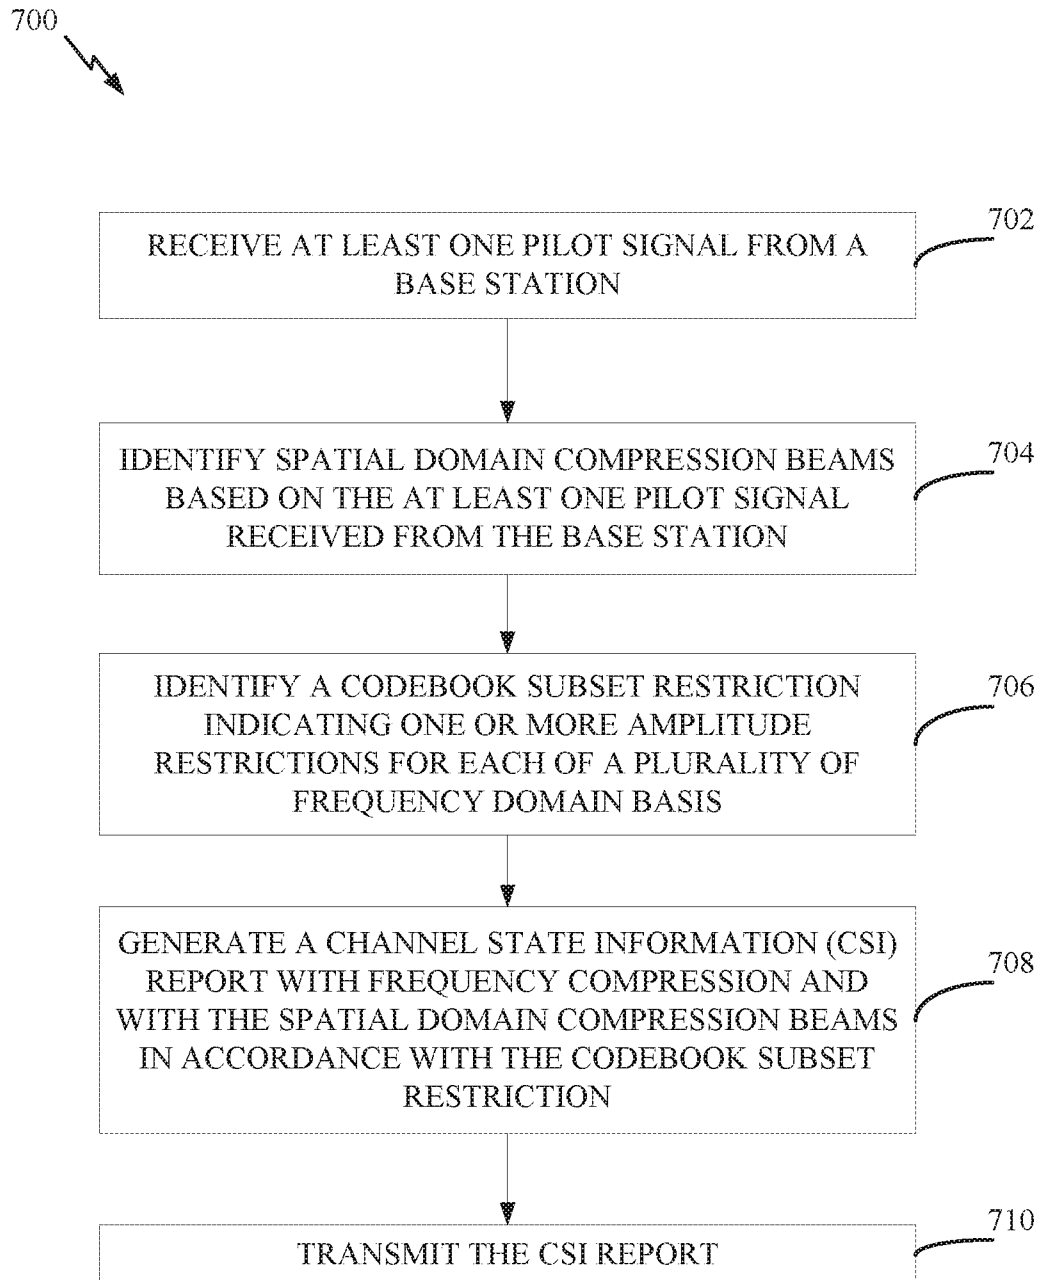 700
702
RECEIVE AT LEAST ONE PILOT SIGNAL FROM A
BASE STATION
704
IDENTIFY SPATIAL DOMAIN COMPRESSION BEAMS
BASED ON THE AT LEAST ONE PILOT SIGNAL
RECEIVED FROM THE BASE STATION
706
IDENTIFY A CODEBOOK SUBSET RESTRICTION
INDICATING ONE OR MORE AMPLITUDE
RESTRICTIONS FOR EACH OF A PLURALITY OF
FREQUENCY DOMAIN BASIS
708
GENERATE A CHANNEL STATE INFORMATION (CSI)
REPORT WITH FREQUENCY COMPRESSION AND
WITH THE SPATIAL DOMAIN COMPRESSION BEAMS
IN ACCORDANCE WITH THE CODEBOOK SUBSET
RESTRICTION
710
TRANSMIT THE CSI REPORT